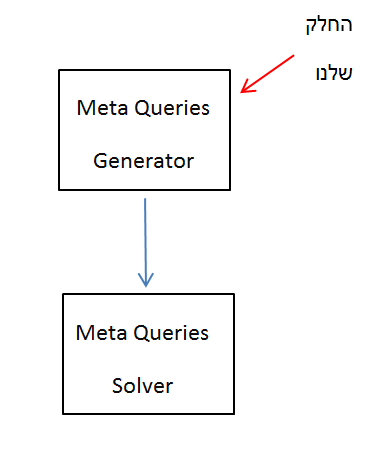 החלק
שלנו
Meta Queries
Generator
Meta Queries
Solver